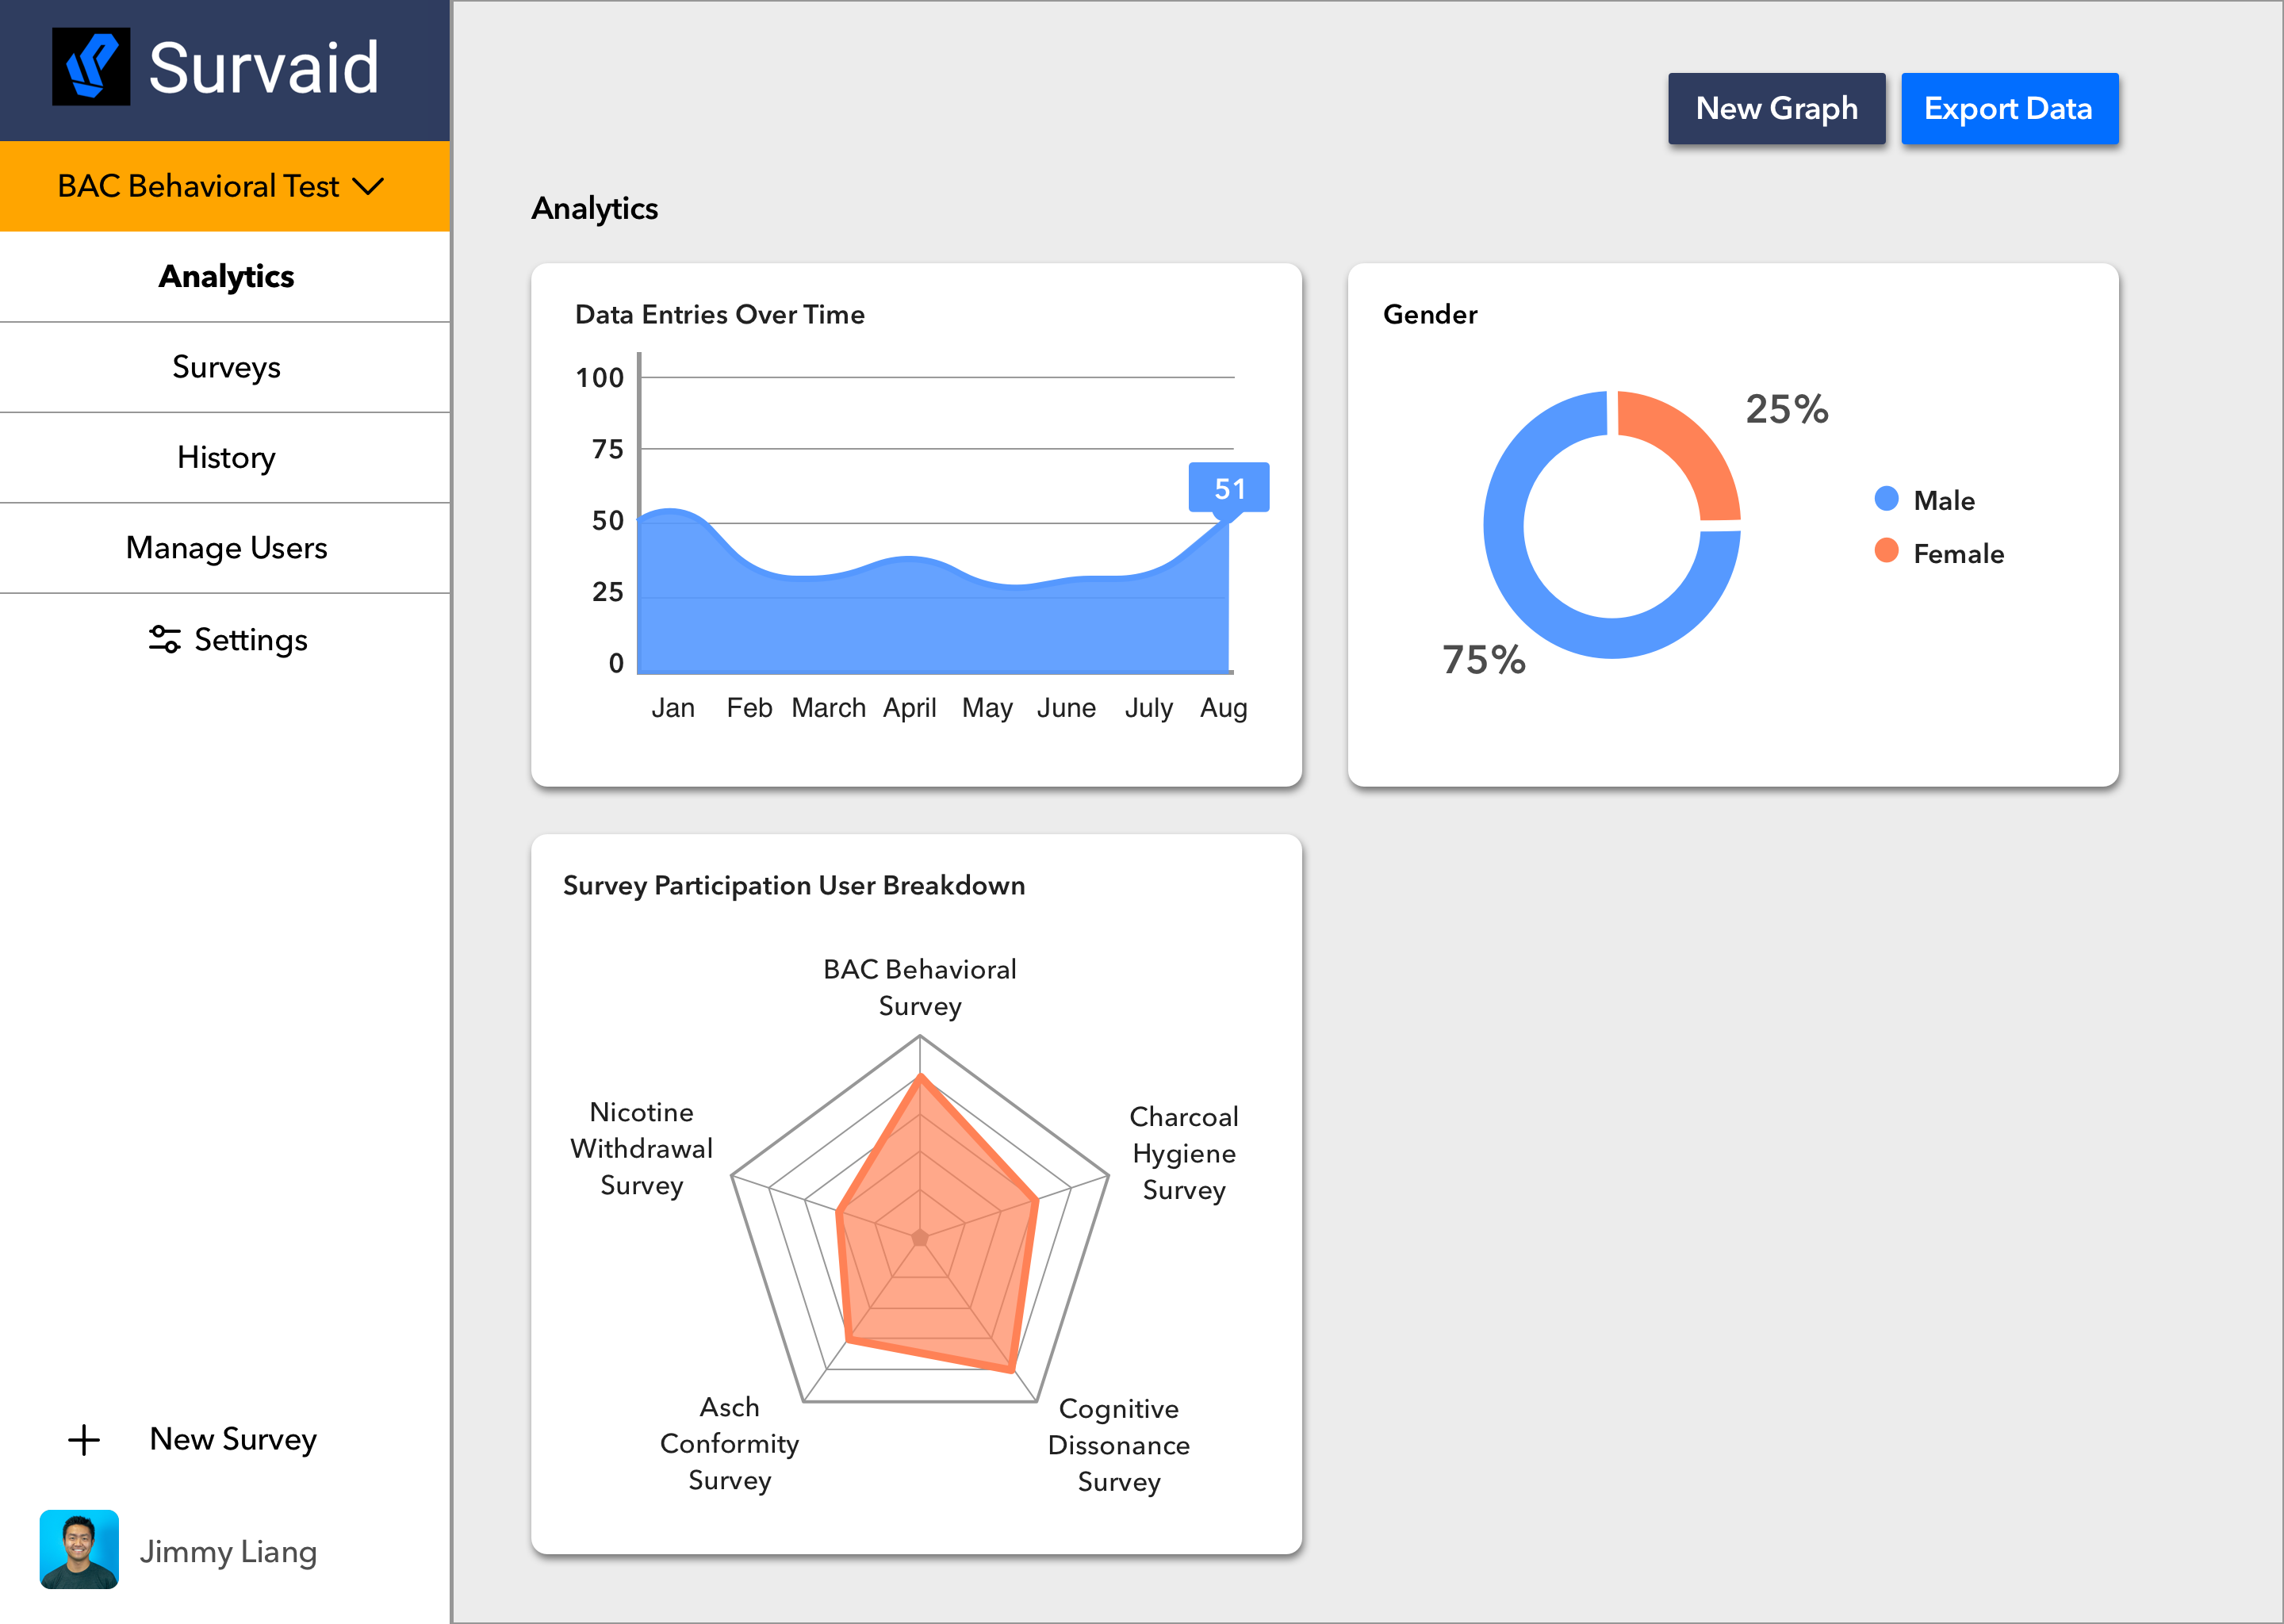 Survaid
BAC Behavioral Test
Analytics
Surveys
History
Manage Users
Settings
New Survey
Jimmy Liang
New Graph
Export Data
Analytics
Data Entries Over Time
100
75
50
25
0
51
Jan Feb March April May June July Aug
Gender
25%
75%
Male
Female
Survey Participation User Breakdown
BAC Behavioral
Survey
Nicotine
Withdrawal
Survey
Charcoal
Hygiene
Survey
Asch
Conformity
Survey
Cognitive
Dissonance
Survey